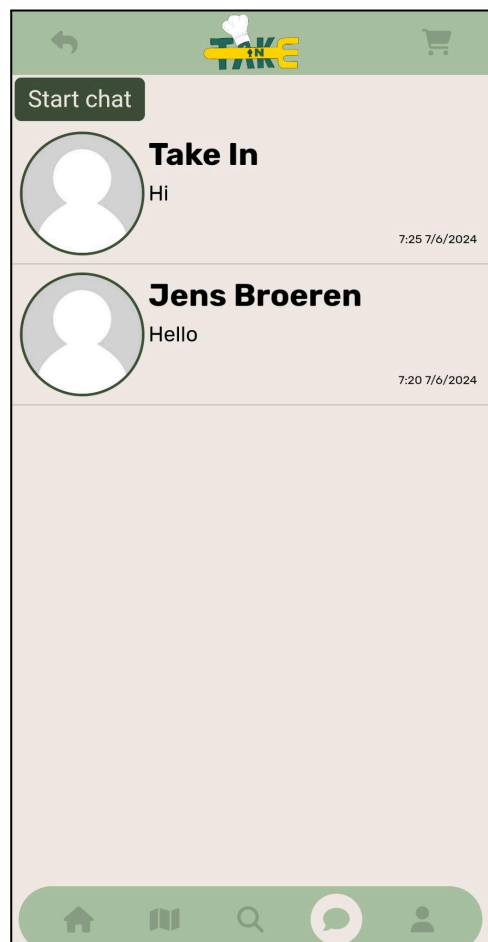 TAKE
IN
Start chat
Take In
Hi
7:25 7/6/2024
Jens Broeren
Hello
7:20 7/6/2024